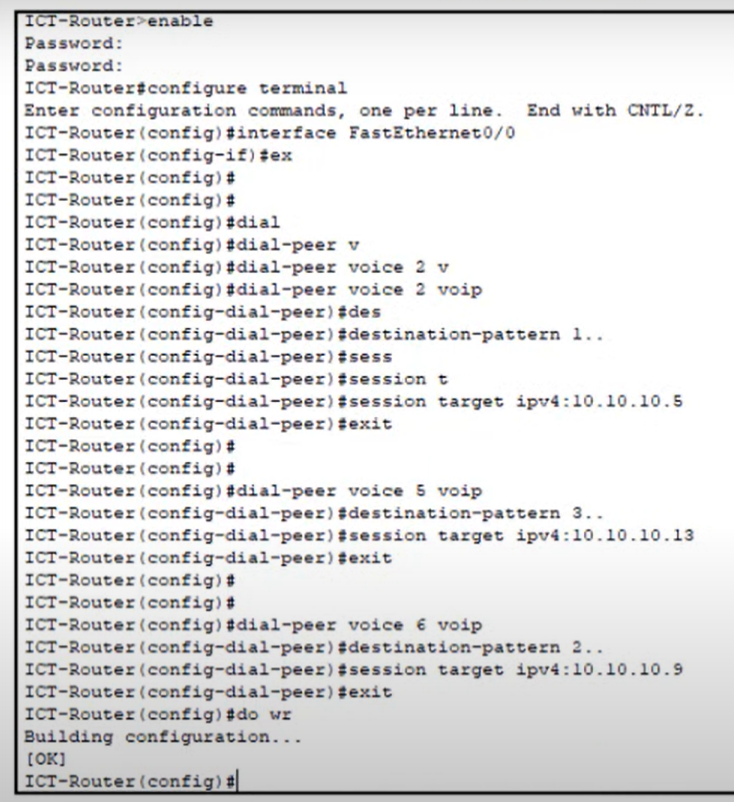 ICT-Router>enable
Password:
Password:
ICT-Router#configure terminal
Enter configuration commands, one per line.  End with CNTL/Z.
ICT-Router(config)#interface FastEthernet0/0
ICT-Router(config-if)#ex
ICT-Router(config)#
ICT-Router(config)#
ICT-Router(config)#dial
ICT-Router(config)#dial-peer v
ICT-Router(config)#dial-peer voice 2 v
ICT-Router(config)#dial-peer voice 2 voip
ICT-Router(config-dial-peer)#des
ICT-Router(config-dial-peer)#destination-pattern 1..
ICT-Router(config-dial-peer)#sess
ICT-Router(config-dial-peer)#session t
ICT-Router(config-dial-peer)#session target ipv4:10.10.10.5
ICT-Router(config-dial-peer)#exit
ICT-Router(config)#
ICT-Router(config)#
ICT-Router(config)#dial-peer voice 5 voip
ICT-Router(config-dial-peer)#destination-pattern 3..
ICT-Router(config-dial-peer)#session target ipv4:10.10.10.13
ICT-Router(config-dial-peer)#exit
ICT-Router(config)#
ICT-Router(config)#
ICT-Router(config)#dial-peer voice 6 voip
ICT-Router(config-dial-peer)#destination-pattern 2..
ICT-Router(config-dial-peer)#session target ipv4:10.10.10.9
ICT-Router(config-dial-peer)#exit
ICT-Router(config)#do wr
Building configuration...
[OK]
ICT-Router(config)#